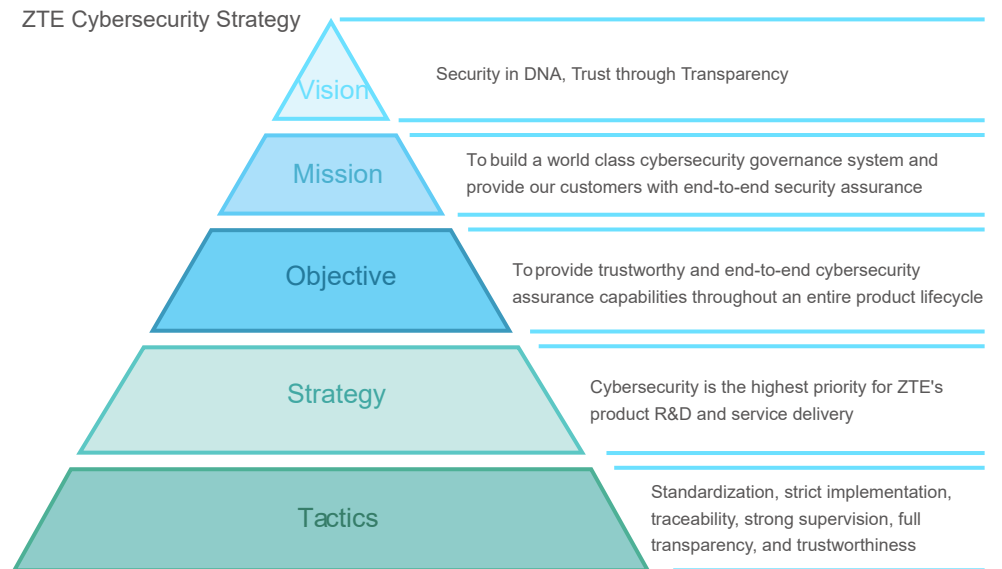 ZTE Cybersecurity Strategy
Vision
Security in DNA, Trust through Transparency
Mission
To build a world class cybersecurity governance system and
provide our customers with end-to-end security assurance
Objective
To provide trustworthy and end-to-end cybersecurity
assurance capabilities throughout an entire product lifecycle
Strategy
Cybersecurity is the highest priority for ZTE's
product R&D and service delivery
Tactics
Standardization, strict implementation,
traceability, strong supervision, full
transparency, and trustworthiness